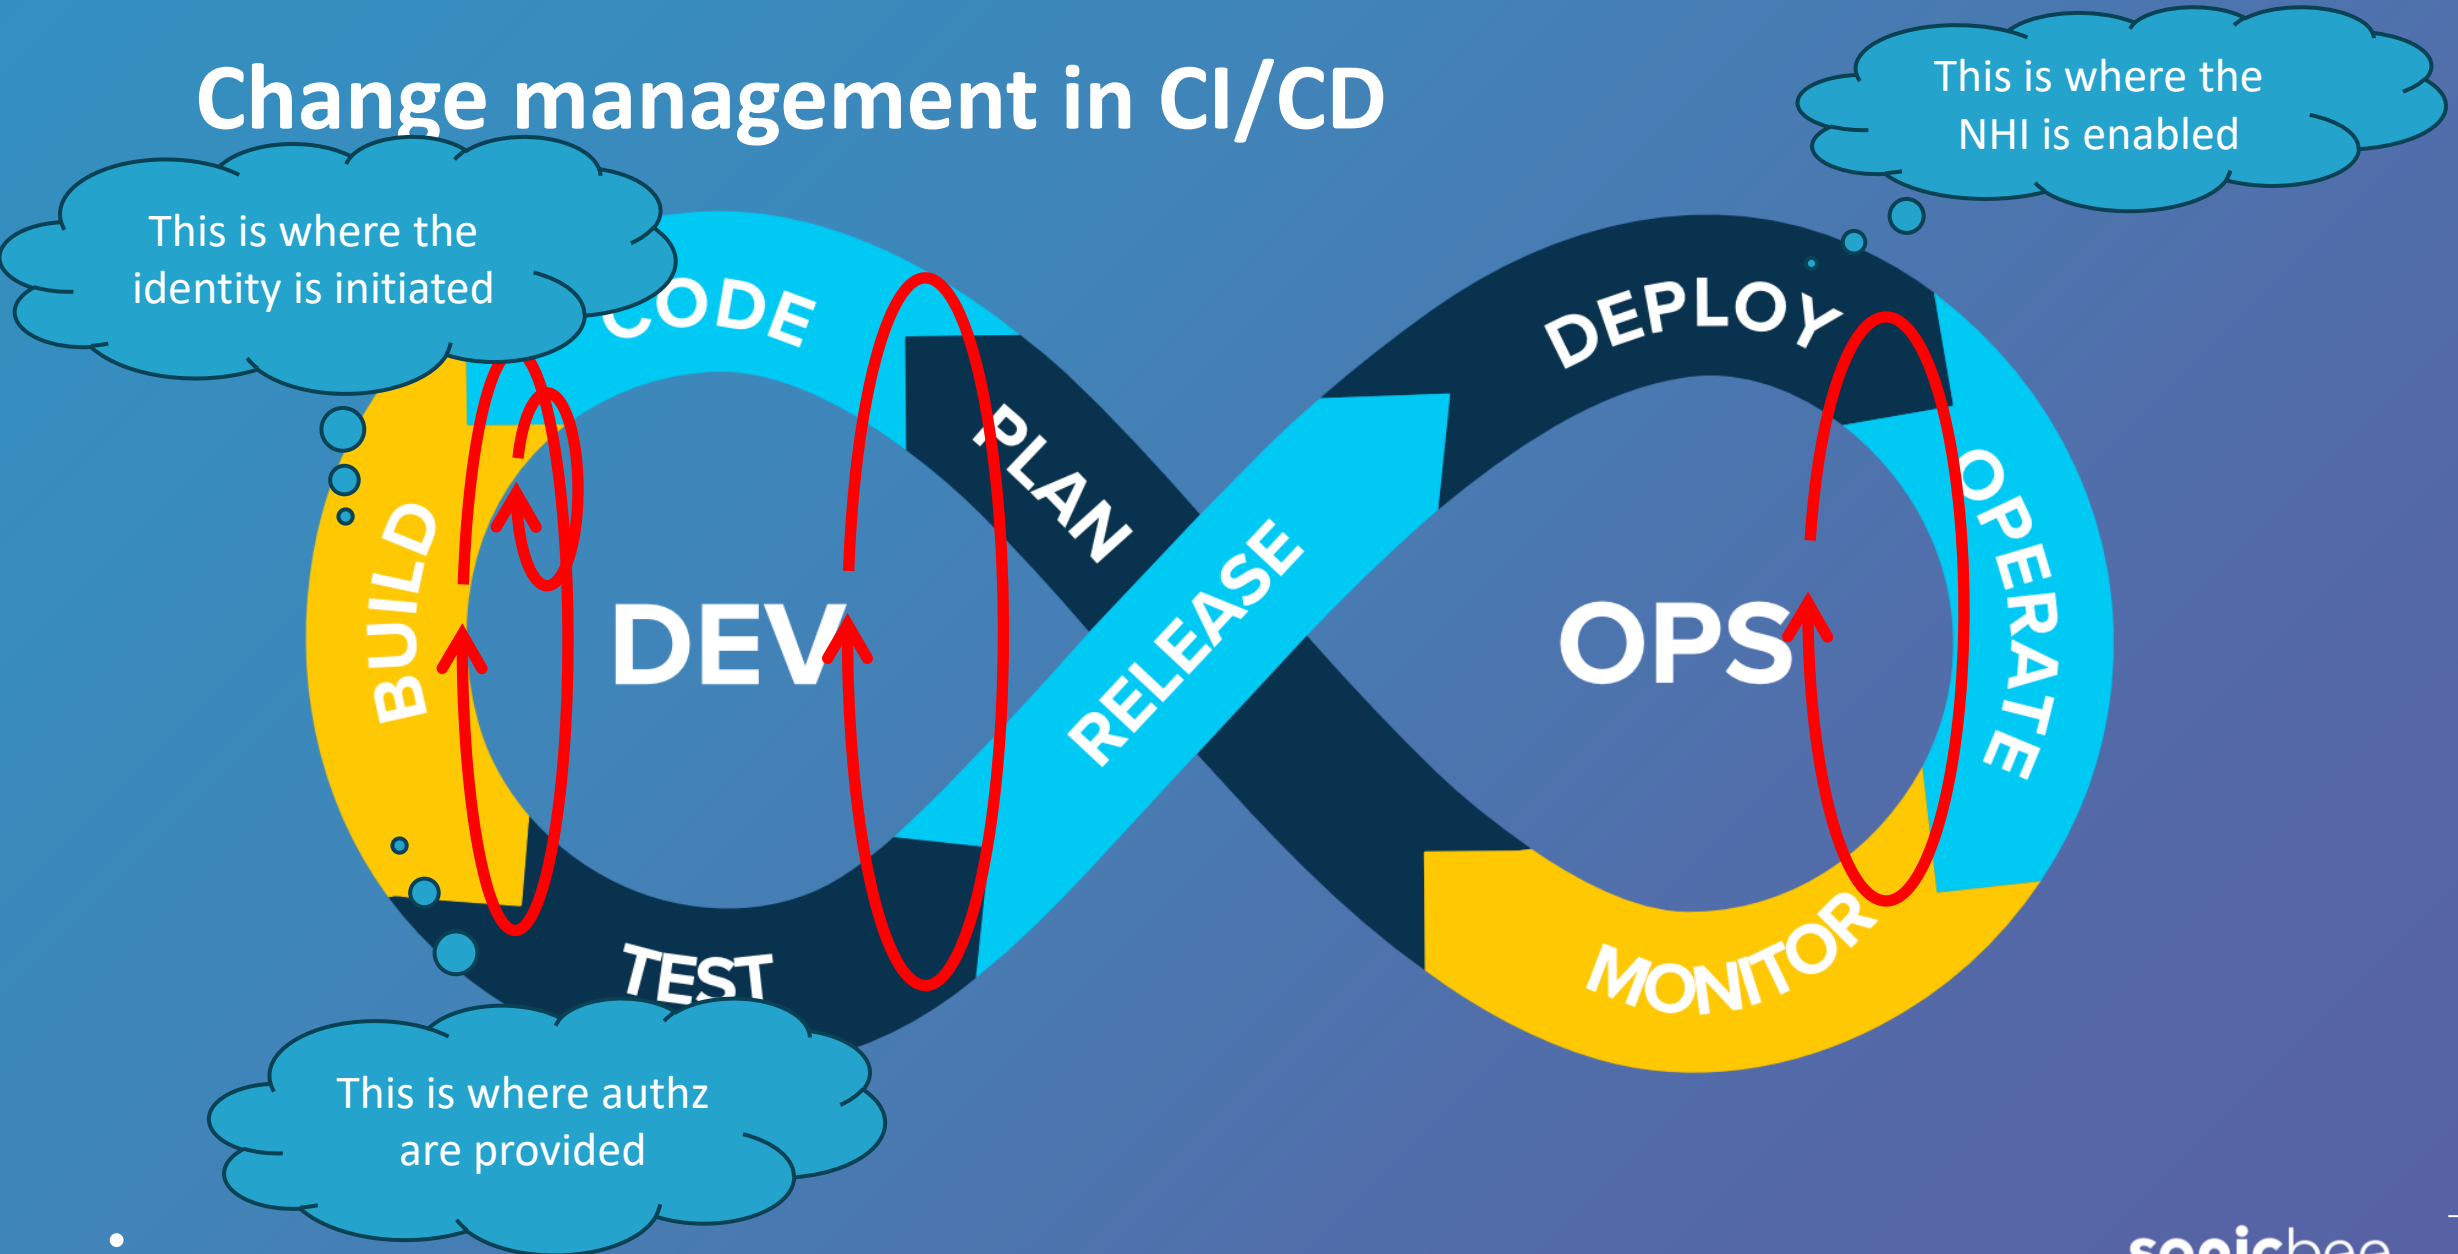 Change management in CI/CD
This is where the
NHI is enabled
This is where the
identity is initiated
CODE
DEPLOY
PLAN
OPERATE
BUILD
RELEASE
DEV
OPS
TEST
MONITOR
This is where authz
are provided
sonicbee